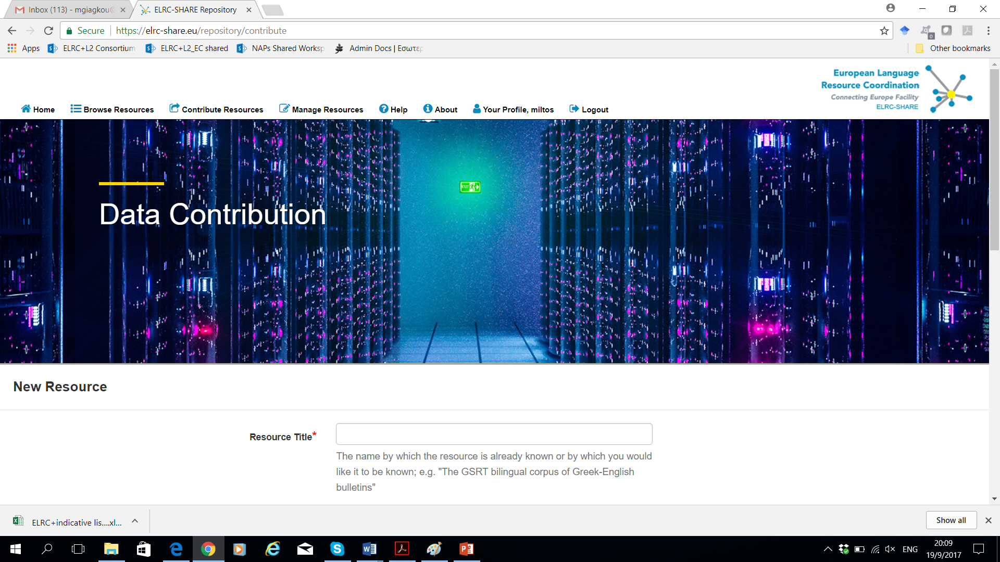 Inbox (113) - mgiagkou@
ELRC-SHARE Repository
Secure
https://elrc-share.eu/repository/contribute
0
Apps
ELRC+L2 Consortium
ELRC+L2_EC shared
NAPs Shared Worksp
Admin Docs | Εσωτερ
Other bookmarks
European Language
Resource Coordination
Connecting Europe Facility
ELRC-SHARE
Home
Browse Resources
Contribute Resources
Manage Resources
Help
About
Your Profile, miltos
Logout
EXIT
Data Contribution
New Resource
Resource Title*
The name by which the resource is already known or by which you would
like it to be known; e.g. "The GSRT bilingual corpus of Greek-English
bulletins"
ELRC+indicative lis....xl...
Show all
ENG
20:09
19/9/2017